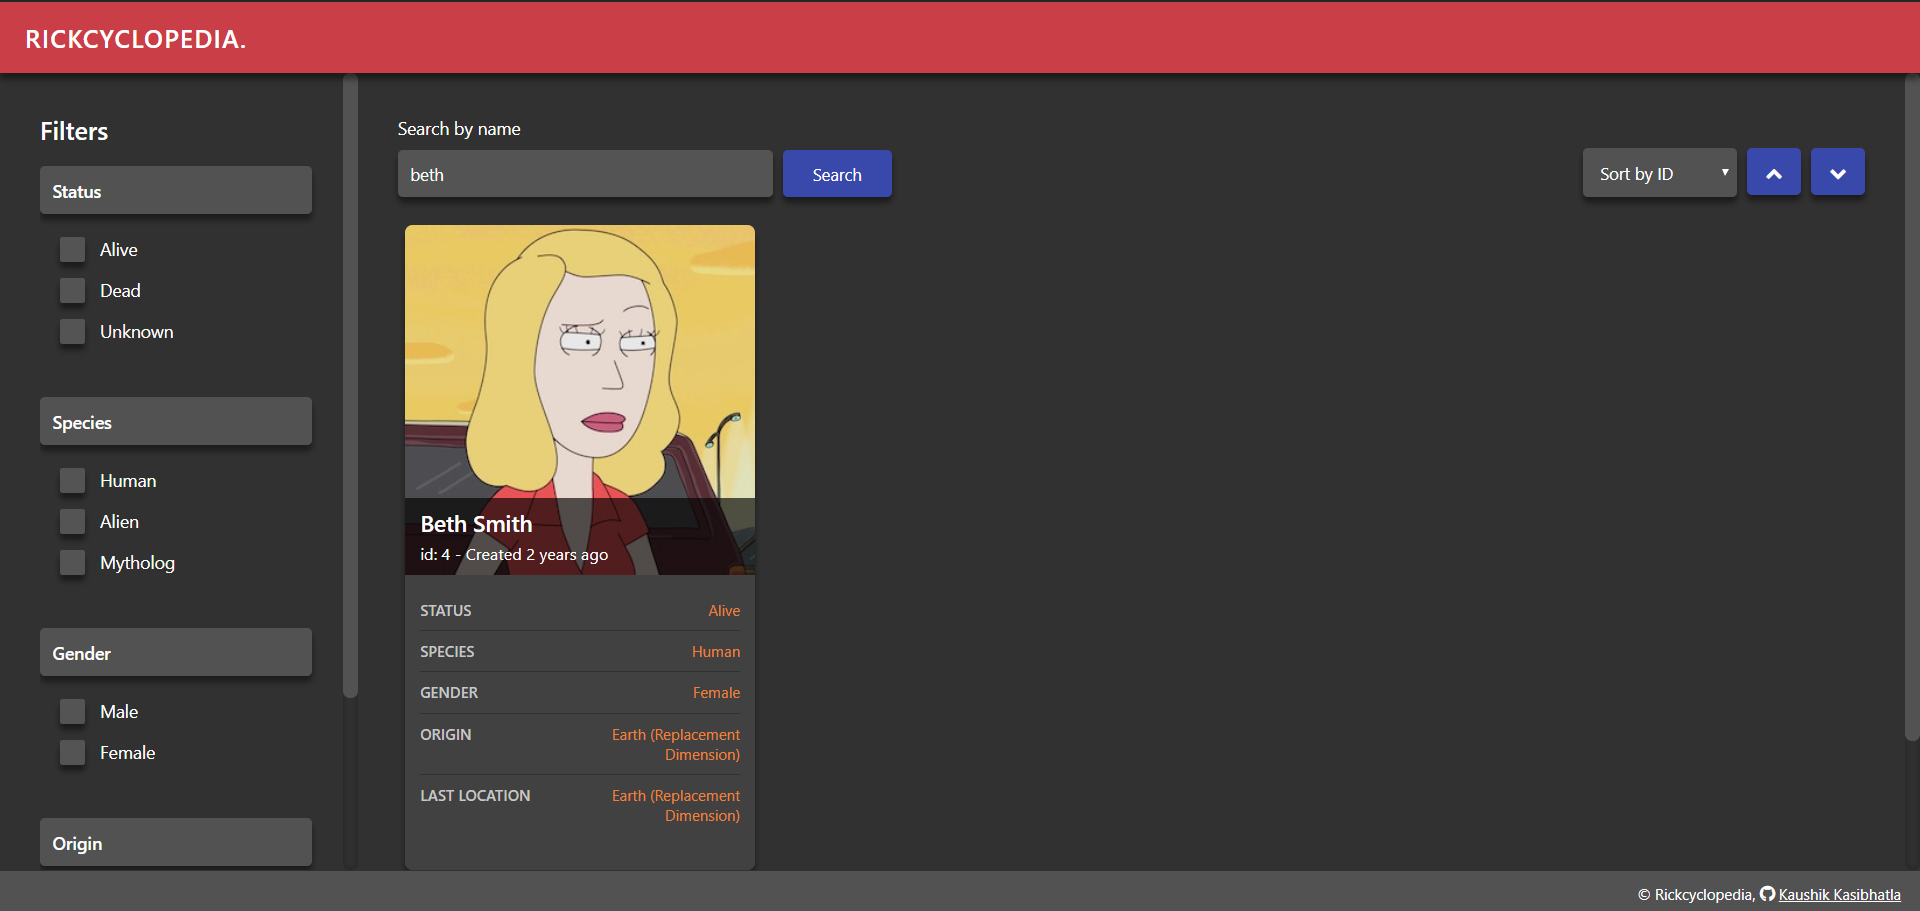 RICKCYCLOPEDIA.
Filters
Status
Alive
Dead
Unknown
Species
Human
Alien
Mytholog
Gender
Male
Female
Origin
Search by name
beth
Search
Sort by ID
Beth Smith
id: 4 - Created 2 years ago
STATUS Alive
SPECIES Human
GENDER Female
ORIGIN Earth (Replacement
Dimension)
LAST LOCATION Earth (Replacement
Dimension)
© Rickcyclopedia, Kaushik Kasibhatla